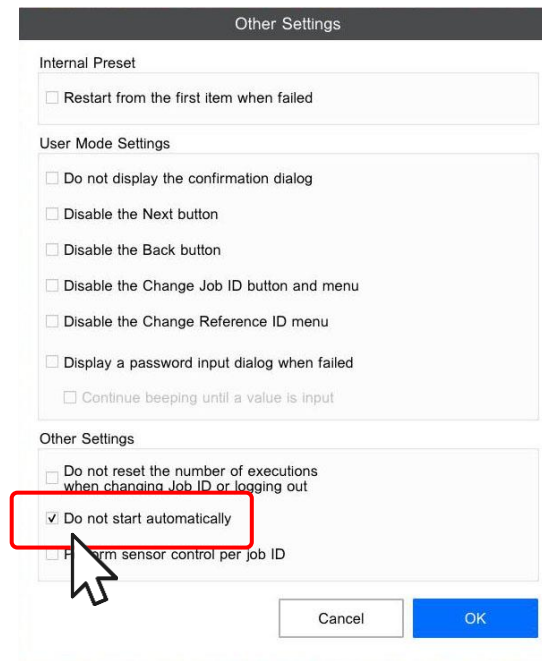 Other Settings
Internal Preset
Restart from the first item when failed
User Mode Settings
Do not display the confirmation dialog
Disable the Next button
Disable the Back button
Disable the Change Job ID button and menu
Disable the Change Reference ID menu
Display a password input dialog when failed
Continue beeping until a value is input
Other Settings
Do not reset the number of executions
when changing Job ID or logging out
Do not start automatically
sensor control per job ID
Cancel
OK